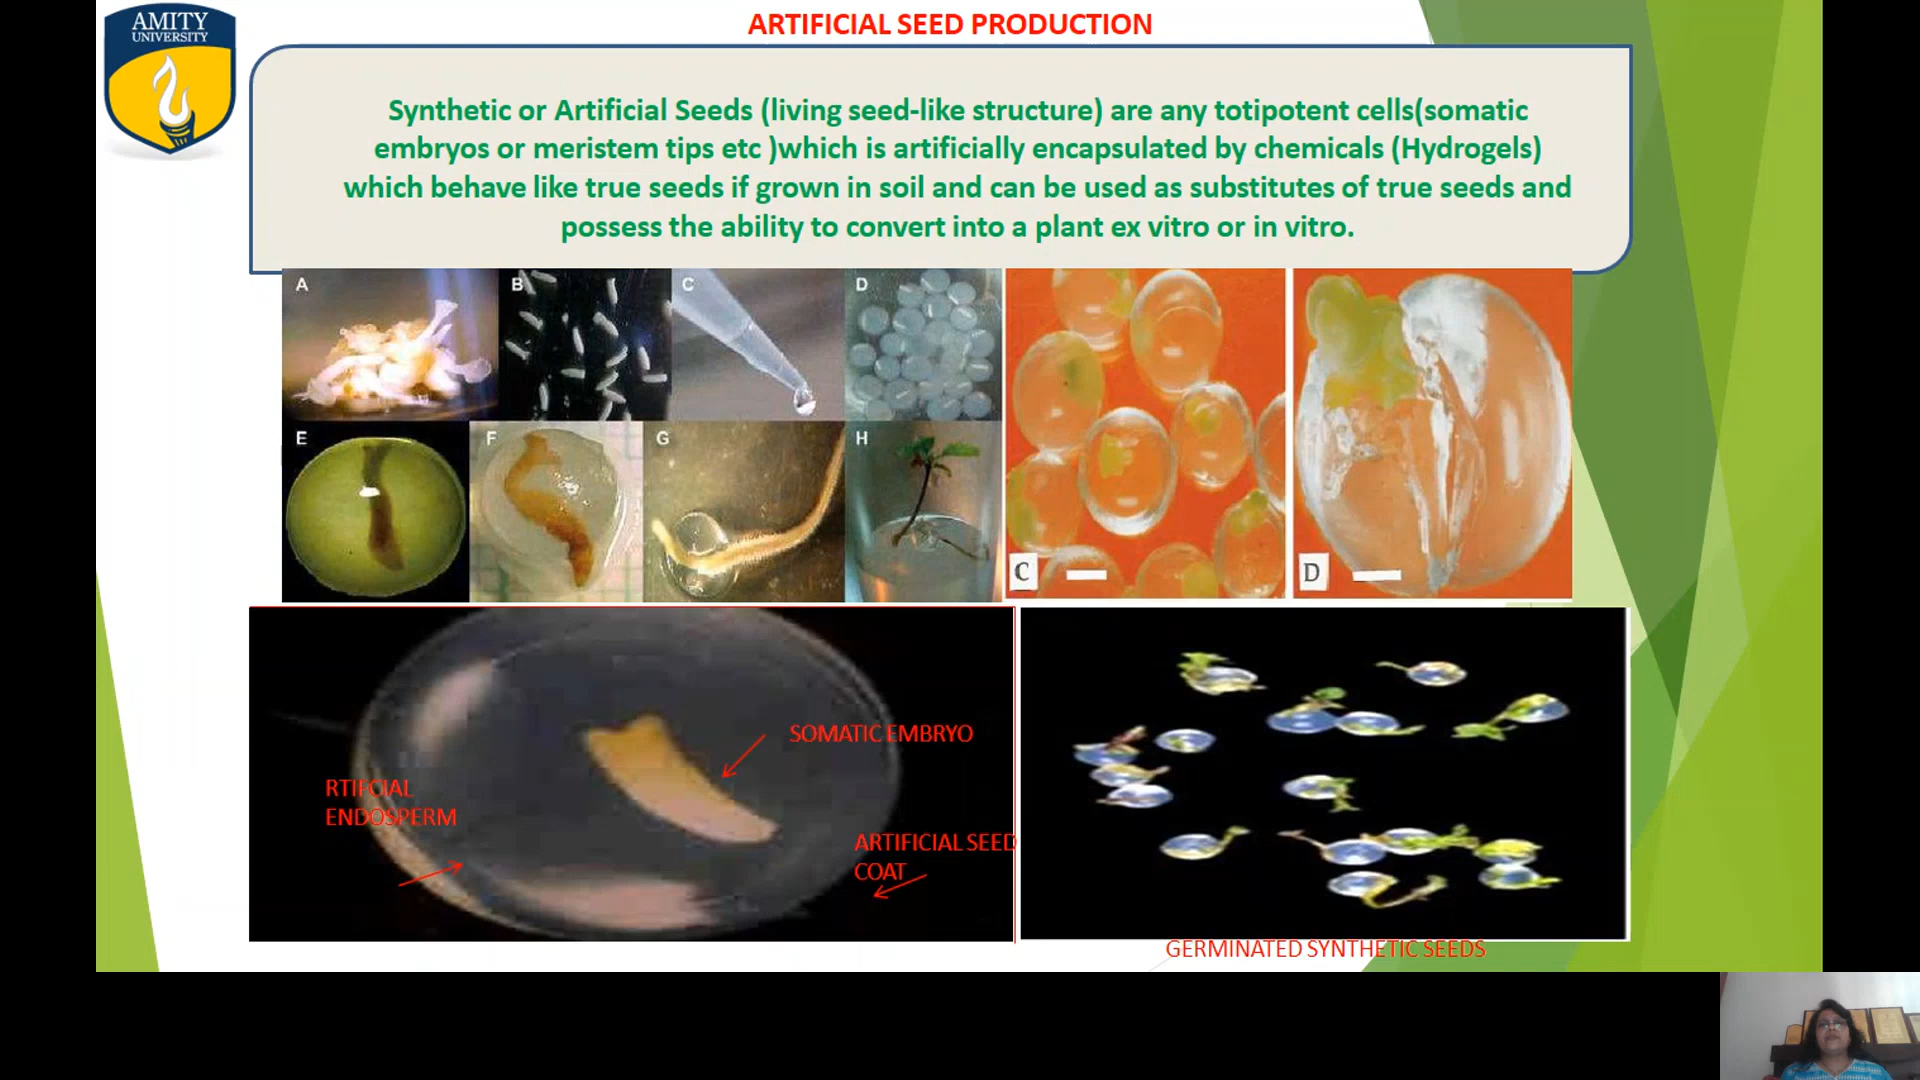 AMITY
UNIVERSITY
ARTIFICIAL SEED PRODUCTION
Synthetic or Artificial Seeds (living seed-like structure) are any totipotent cells(somatic
embryos or meristem tips etc )which is artificially encapsulated by chemicals (Hydrogels)
which behave like true seeds if grown in soil and can be used as substitutes of true seeds and
possess the ability to convert into a plant ex vitro or in vitro.
A
B
C
D
E
F
G
H
C
D
SOMATIC EMBRYO
RTIFCIAL
ENDOSPERM
ARTIFICIAL SEED
COAT
GERMINATED SYNTHETIC SEEDS